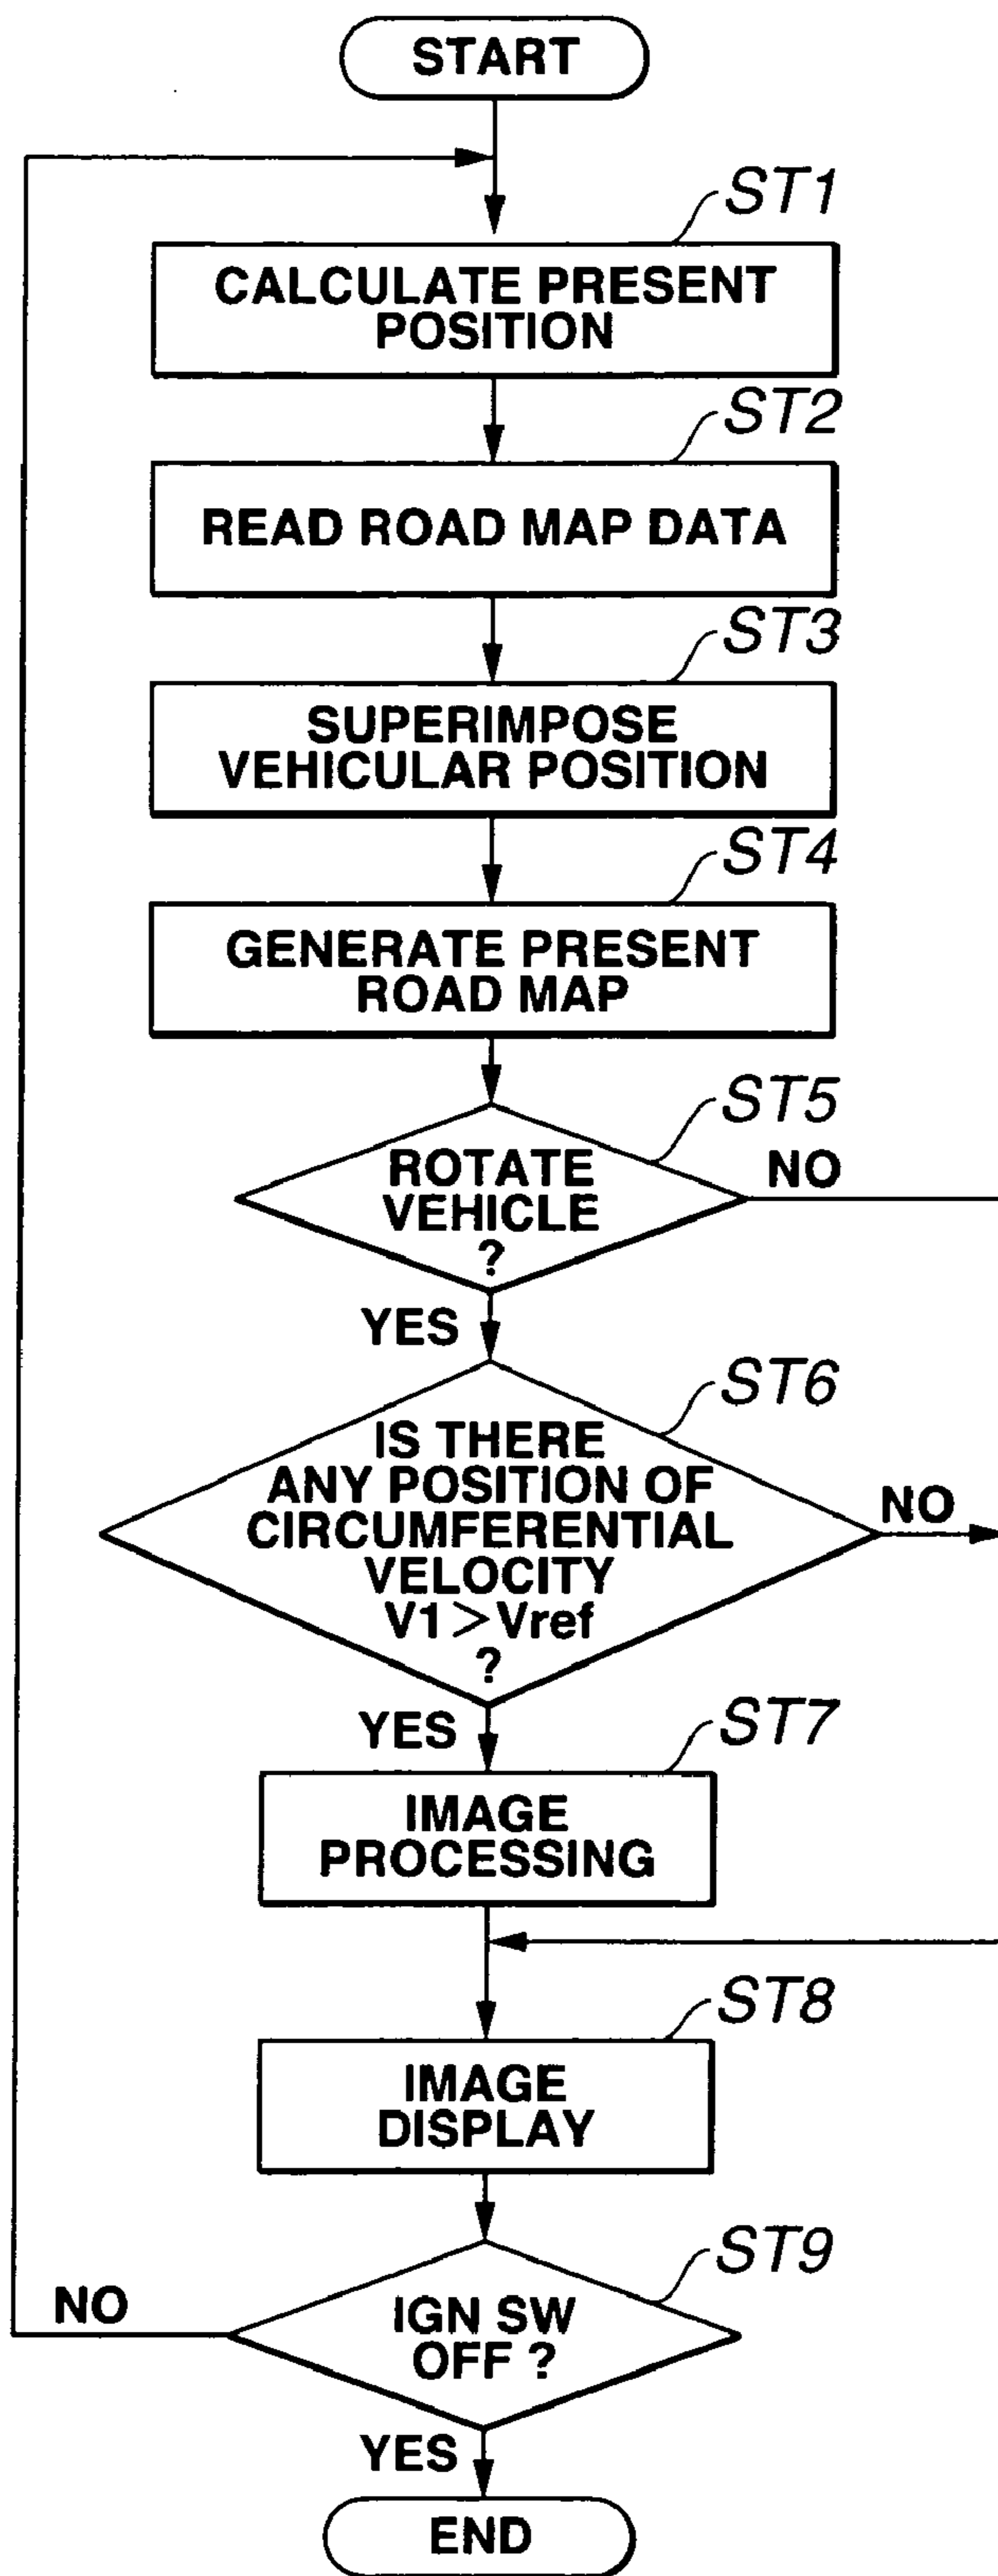 START
ST1
CALCULATE PRESENT
POSITION
ST2
READ ROAD MAP DATA
ST3
SUPERIMPOSE
VEHICULAR POSITION
ST4
GENERATE PRESENT
ROAD MAP
ST5
ROTATE
VEHICLE
?
NO
YES
ST6
IS THERE
ANY POSITION OF
CIRCUMFERENTIAL
VELOCITY
V1>Vref
?
NO
YES
ST7
IMAGE
PROCESSING
ST8
IMAGE
DISPLAY
ST9
IGN SW
OFF ?
NO
YES
END